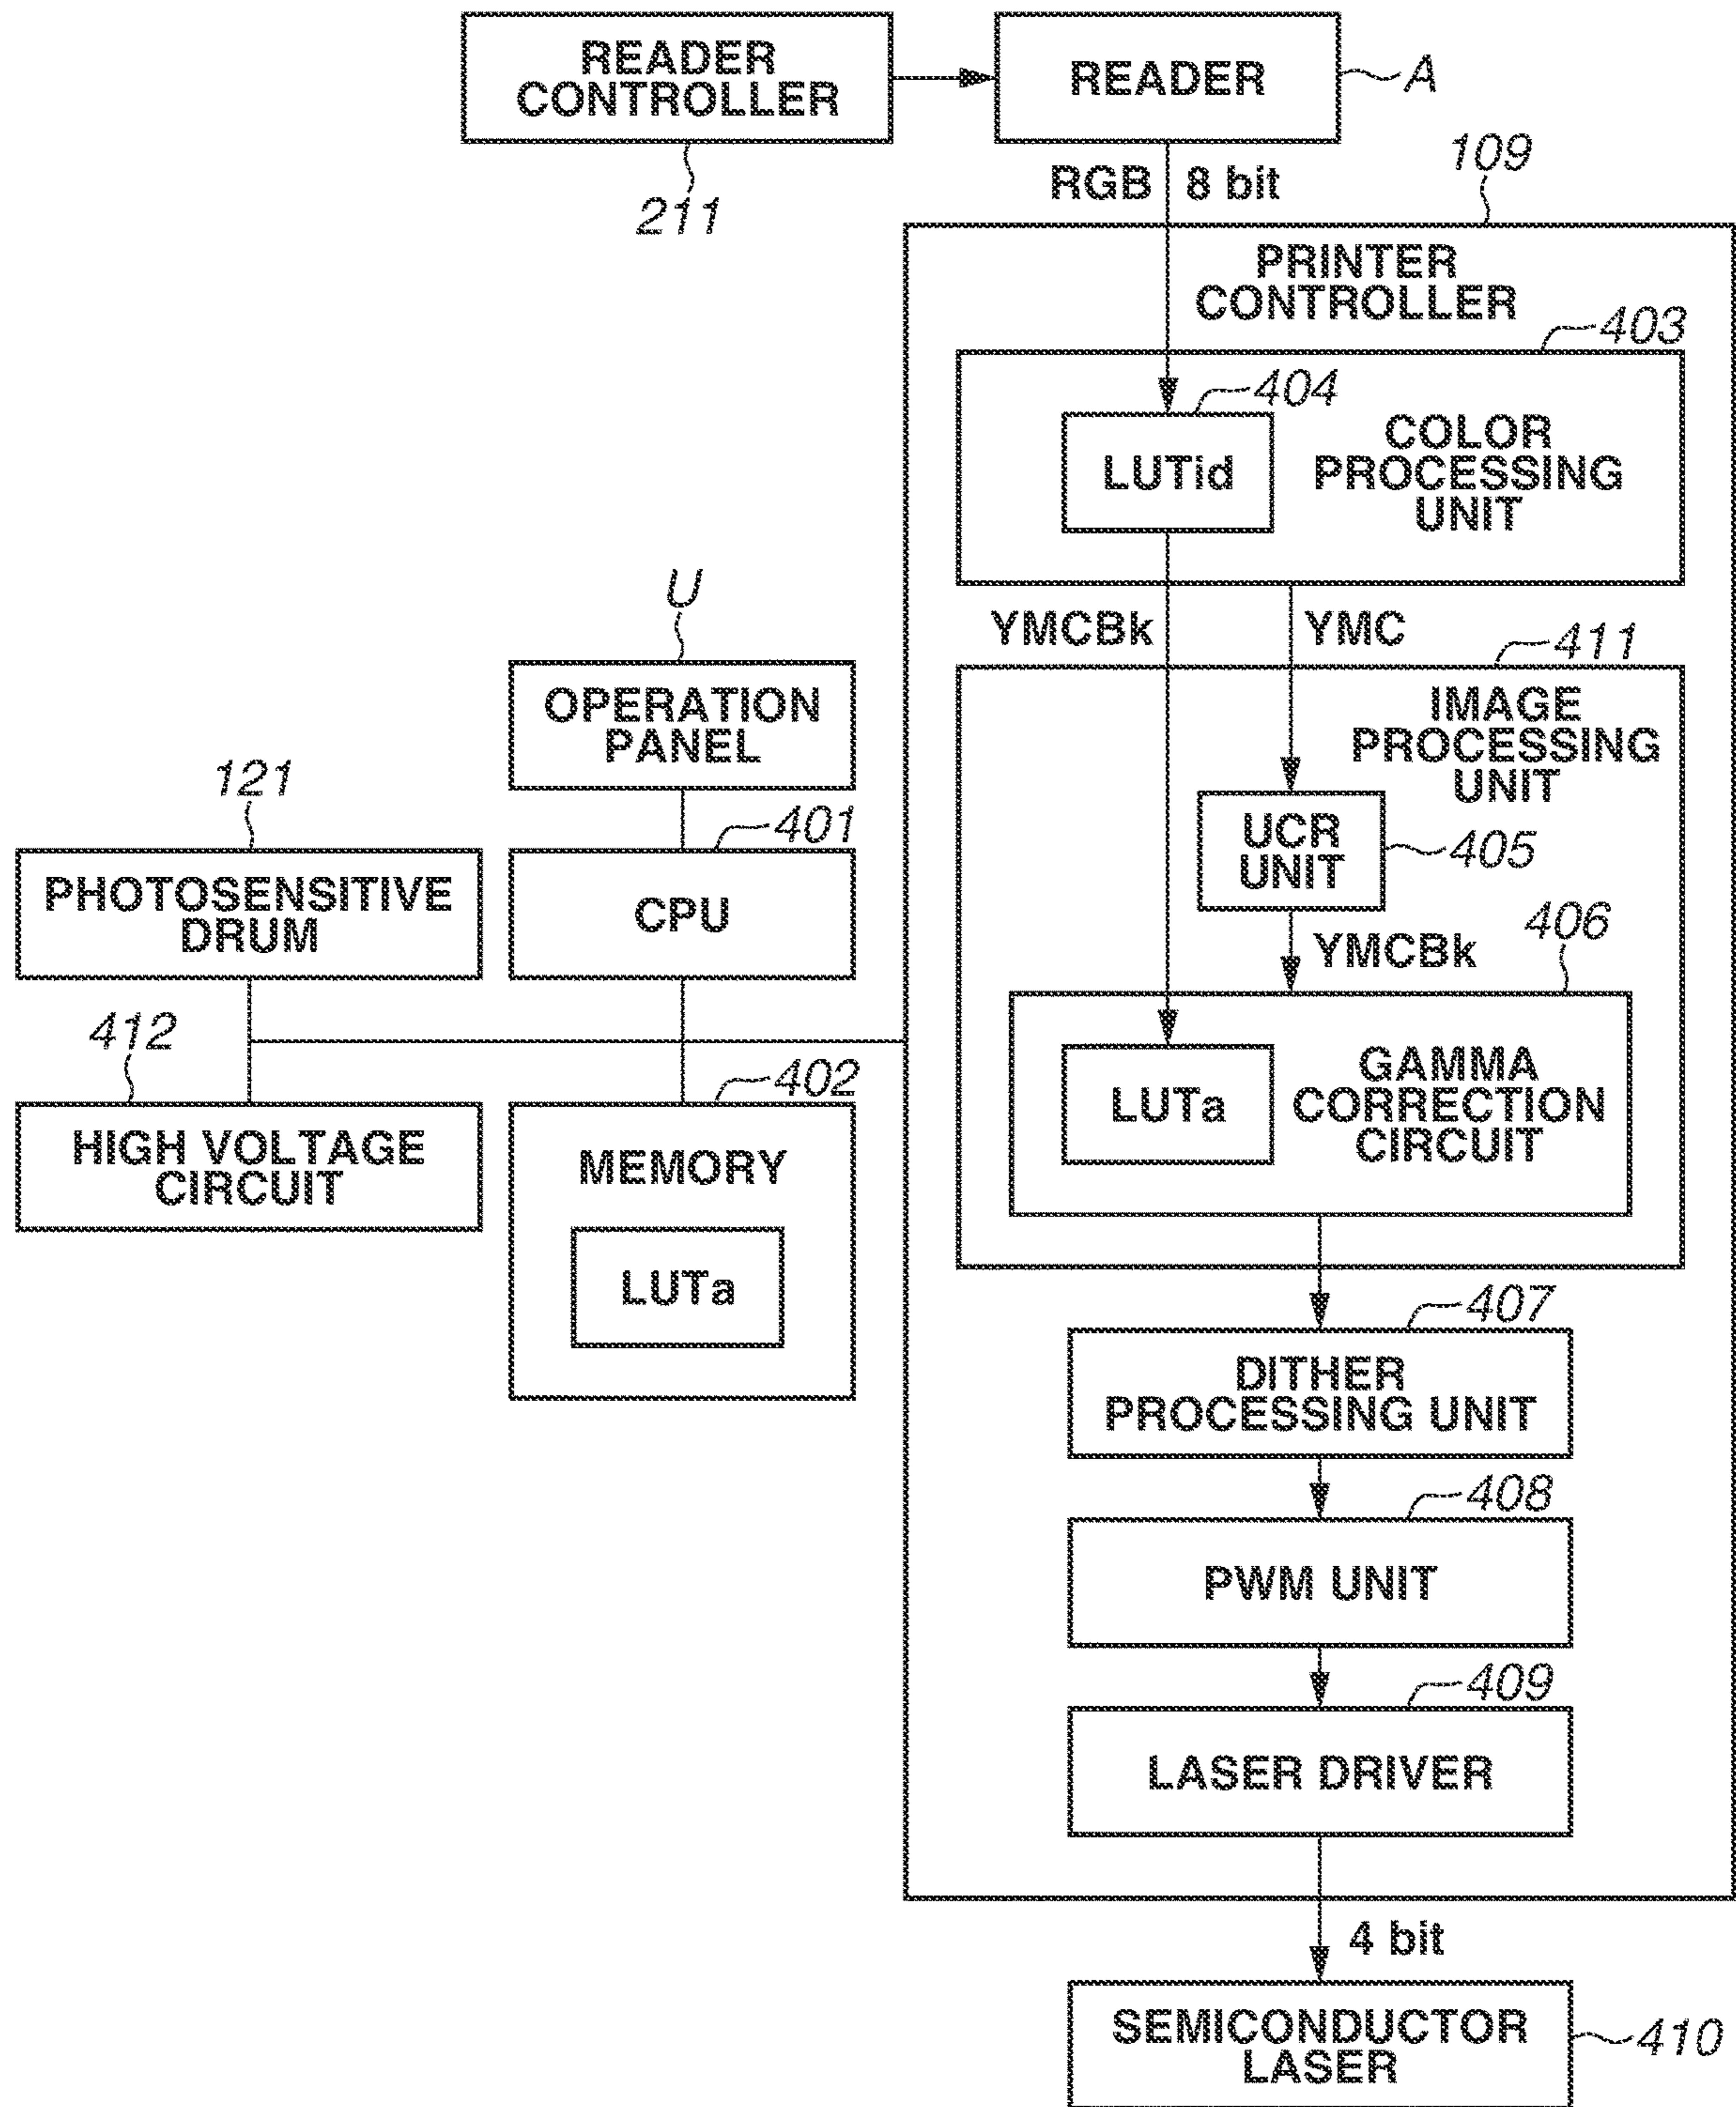 READER
CONTROLLER
211
READER
A
RGB
8 bit
109
PRINTER
CONTROLLER
403
404
LUTid
COLOR
PROCESSING
UNIT
YMCBk
YMC
411
IMAGE
PROCESSING
UNIT
UCR
UNIT
405
YMCBk
406
LUTa
GAMMA
CORRECTION
CIRCUIT
U
OPERATION
PANEL
121
PHOTOSENSITIVE
DRUM
401
CPU
412
HIGH VOLTAGE
CIRCUIT
402
MEMORY
LUTa
407
DITHER
PROCESSING UNIT
408
PWM UNIT
409
LASER DRIVER
4 bit
SEMICONDUCTOR
LASER
410